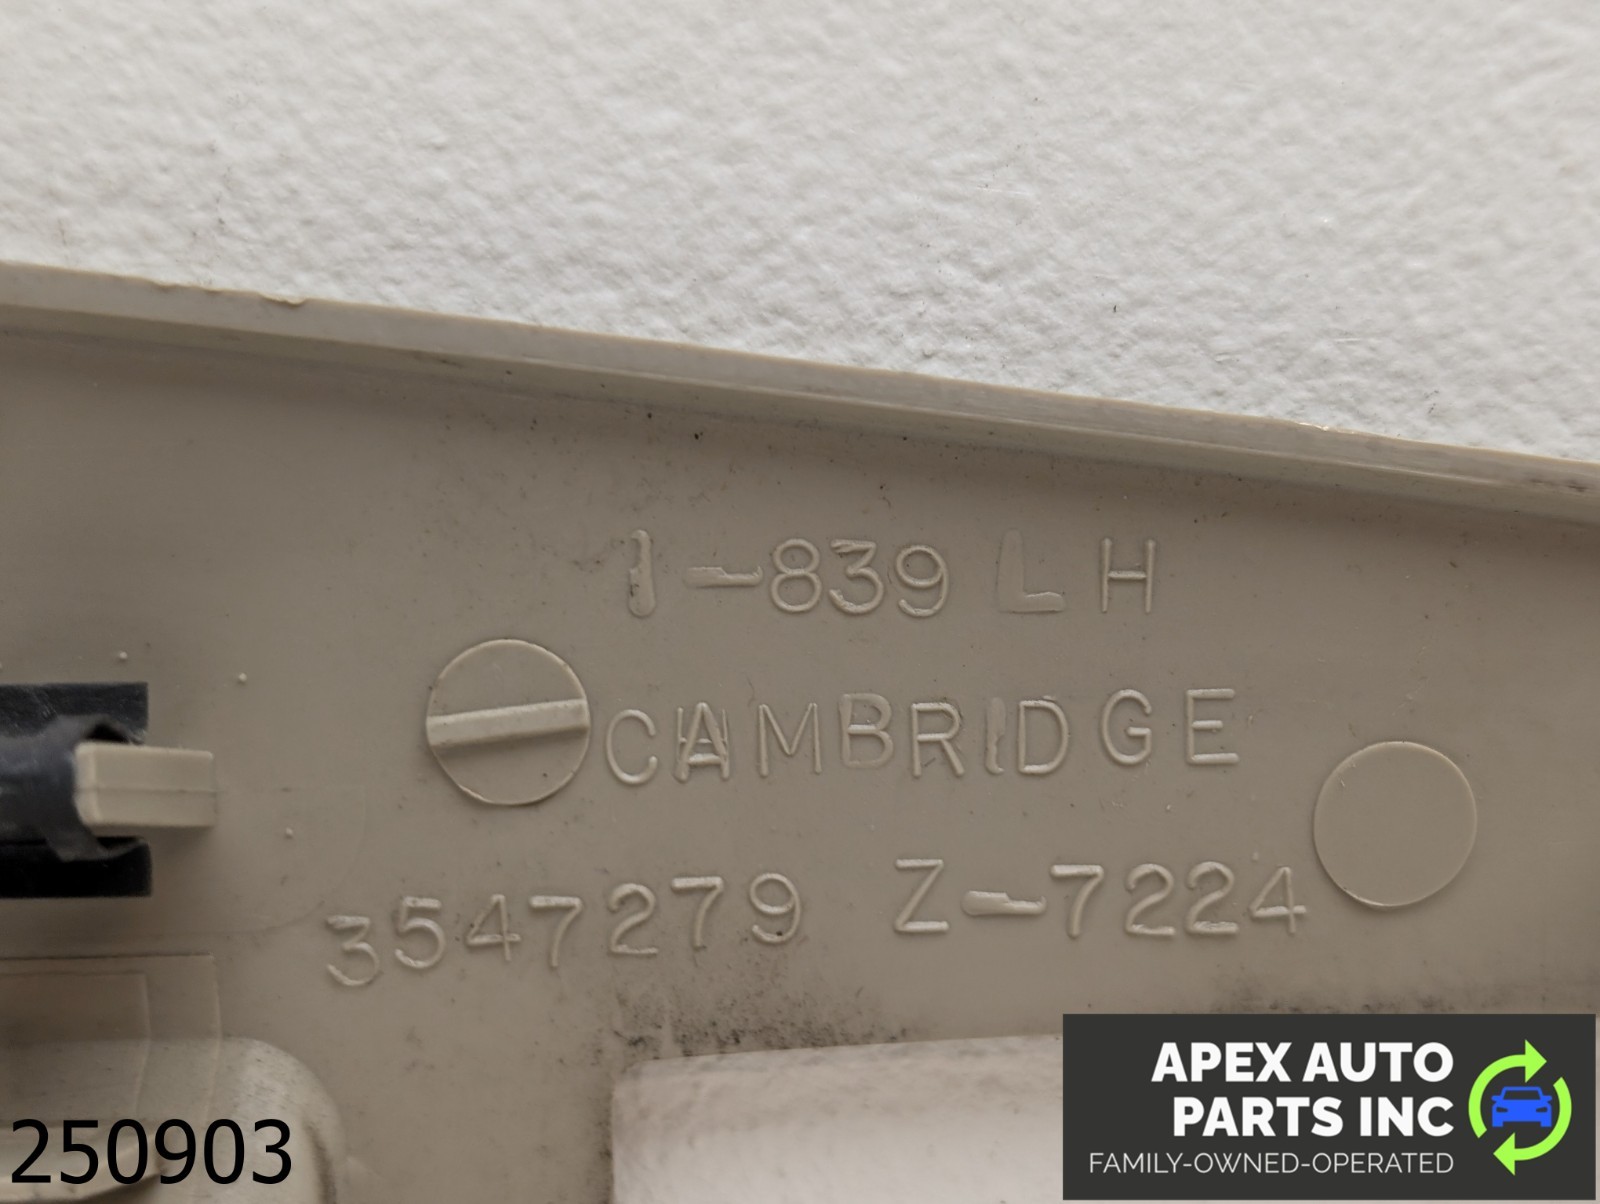 1-839 LH
CAMBRIDGE
3547279 Z-7224
250903
APEX AUTO
PARTS INC
FAMILY-OWNED-OPERATED